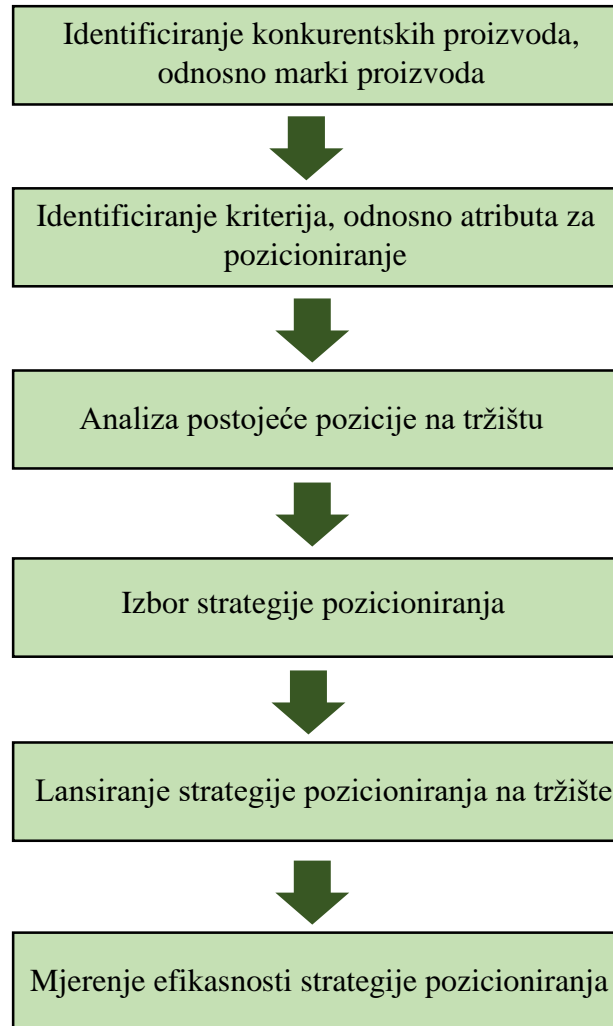 Identificiranje konkurentskih proizvoda,
odnosno marki proizvoda
Identificiranje kriterija, odnosno atributa za
pozicioniranje
Analiza postojeće pozicije na tržištu
Izbor strategije pozicioniranja
Lansiranje strategije pozicioniranja na tržište
Mjerenje efikasnosti strategije pozicioniranja